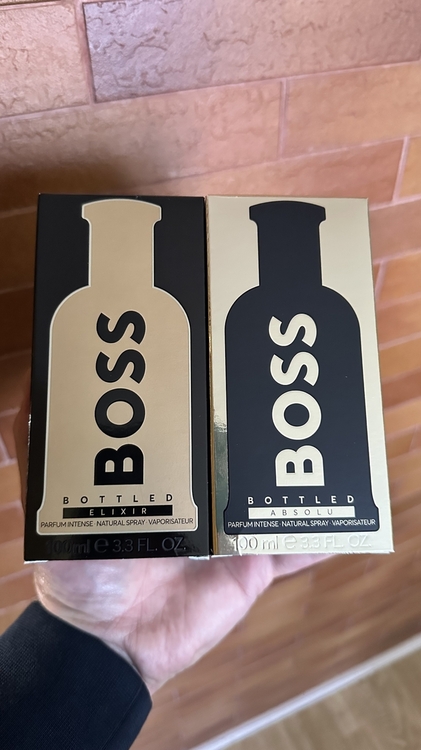 BOSS
BOTTLED
ELIXIR
PARFUM INTENSE · NATURAL SPRAY · VAPORISATEUR
100 ml ℮ 3.3 FL. OZ.
BOSS
BOTTLED
ABSOLU
PARFUM INTENSE · NATURAL SPRAY · VAPORISATEUR
100 ml ℮ 3.3 FL. OZ.